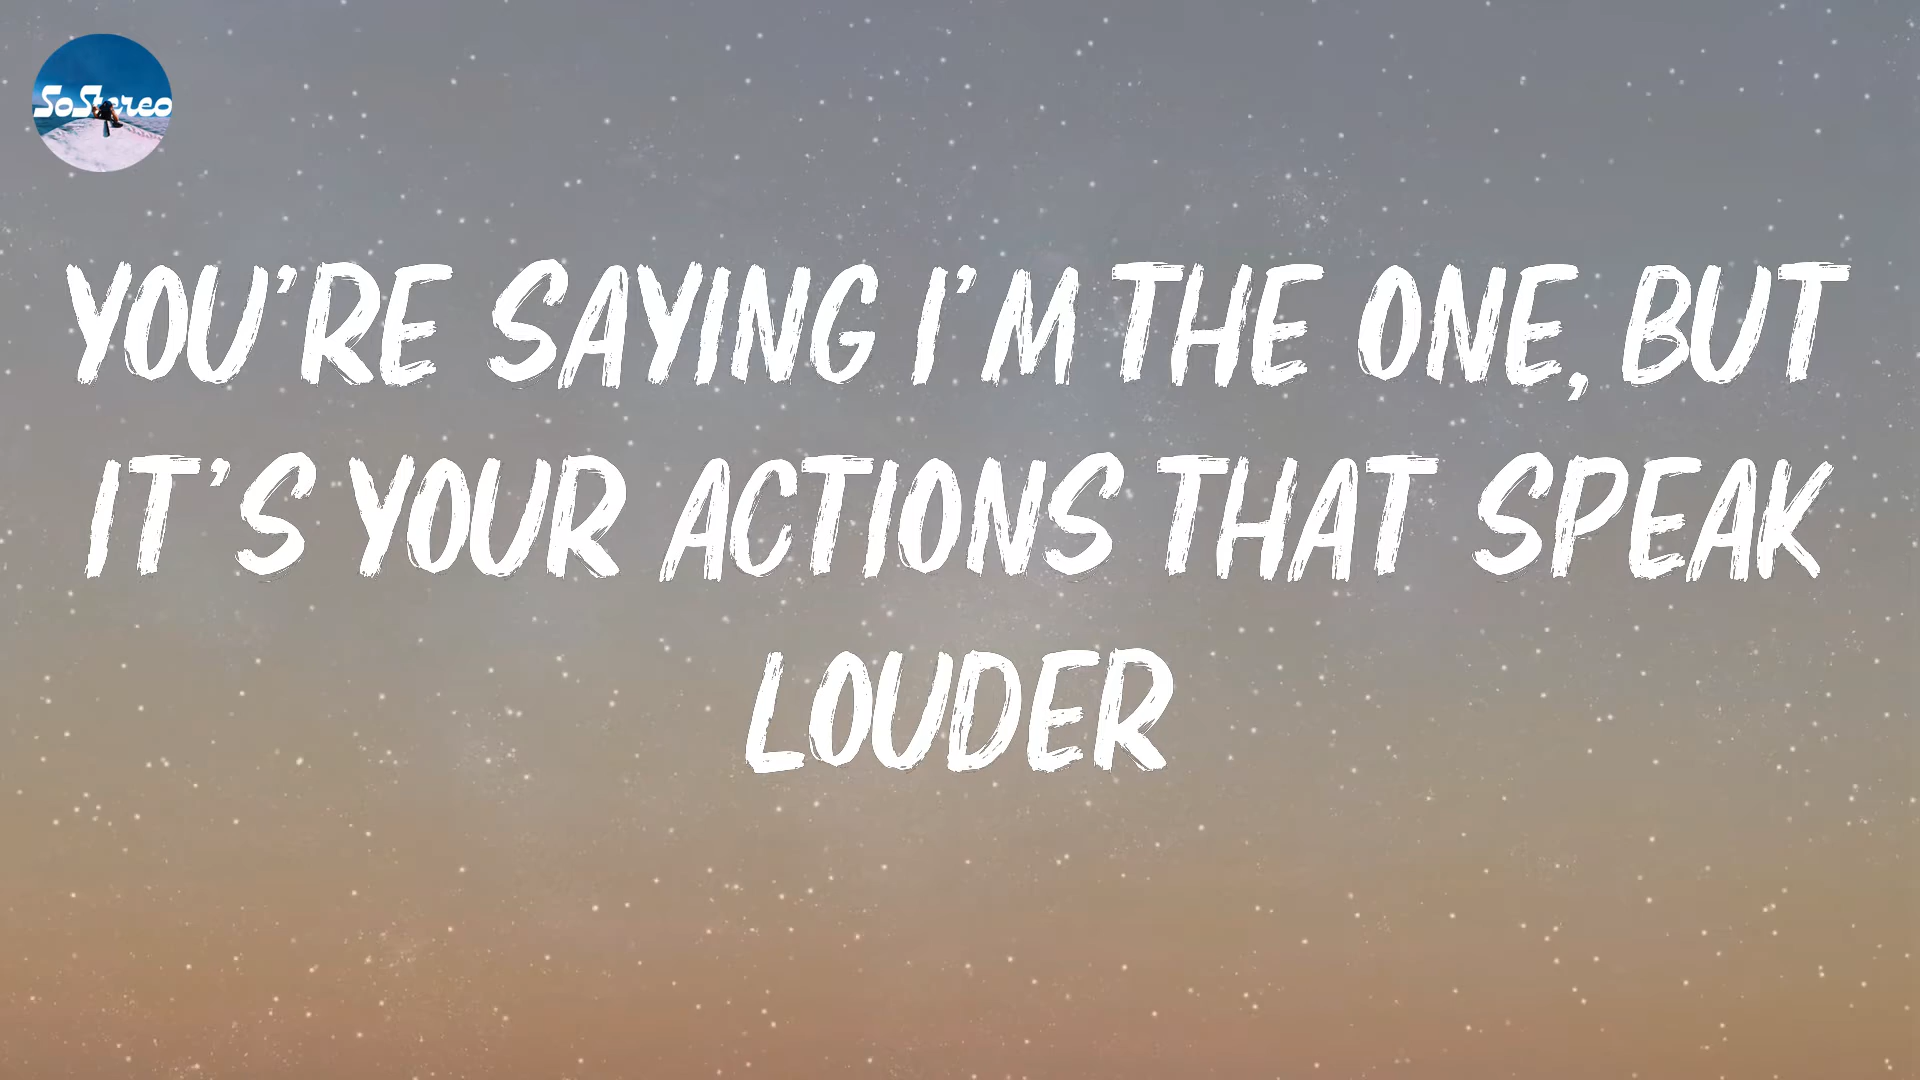 SoStereo
YOU'RE SAYING I'M THE ONE, BUT
IT'S YOUR ACTIONS THAT SPEAK
LOUDER